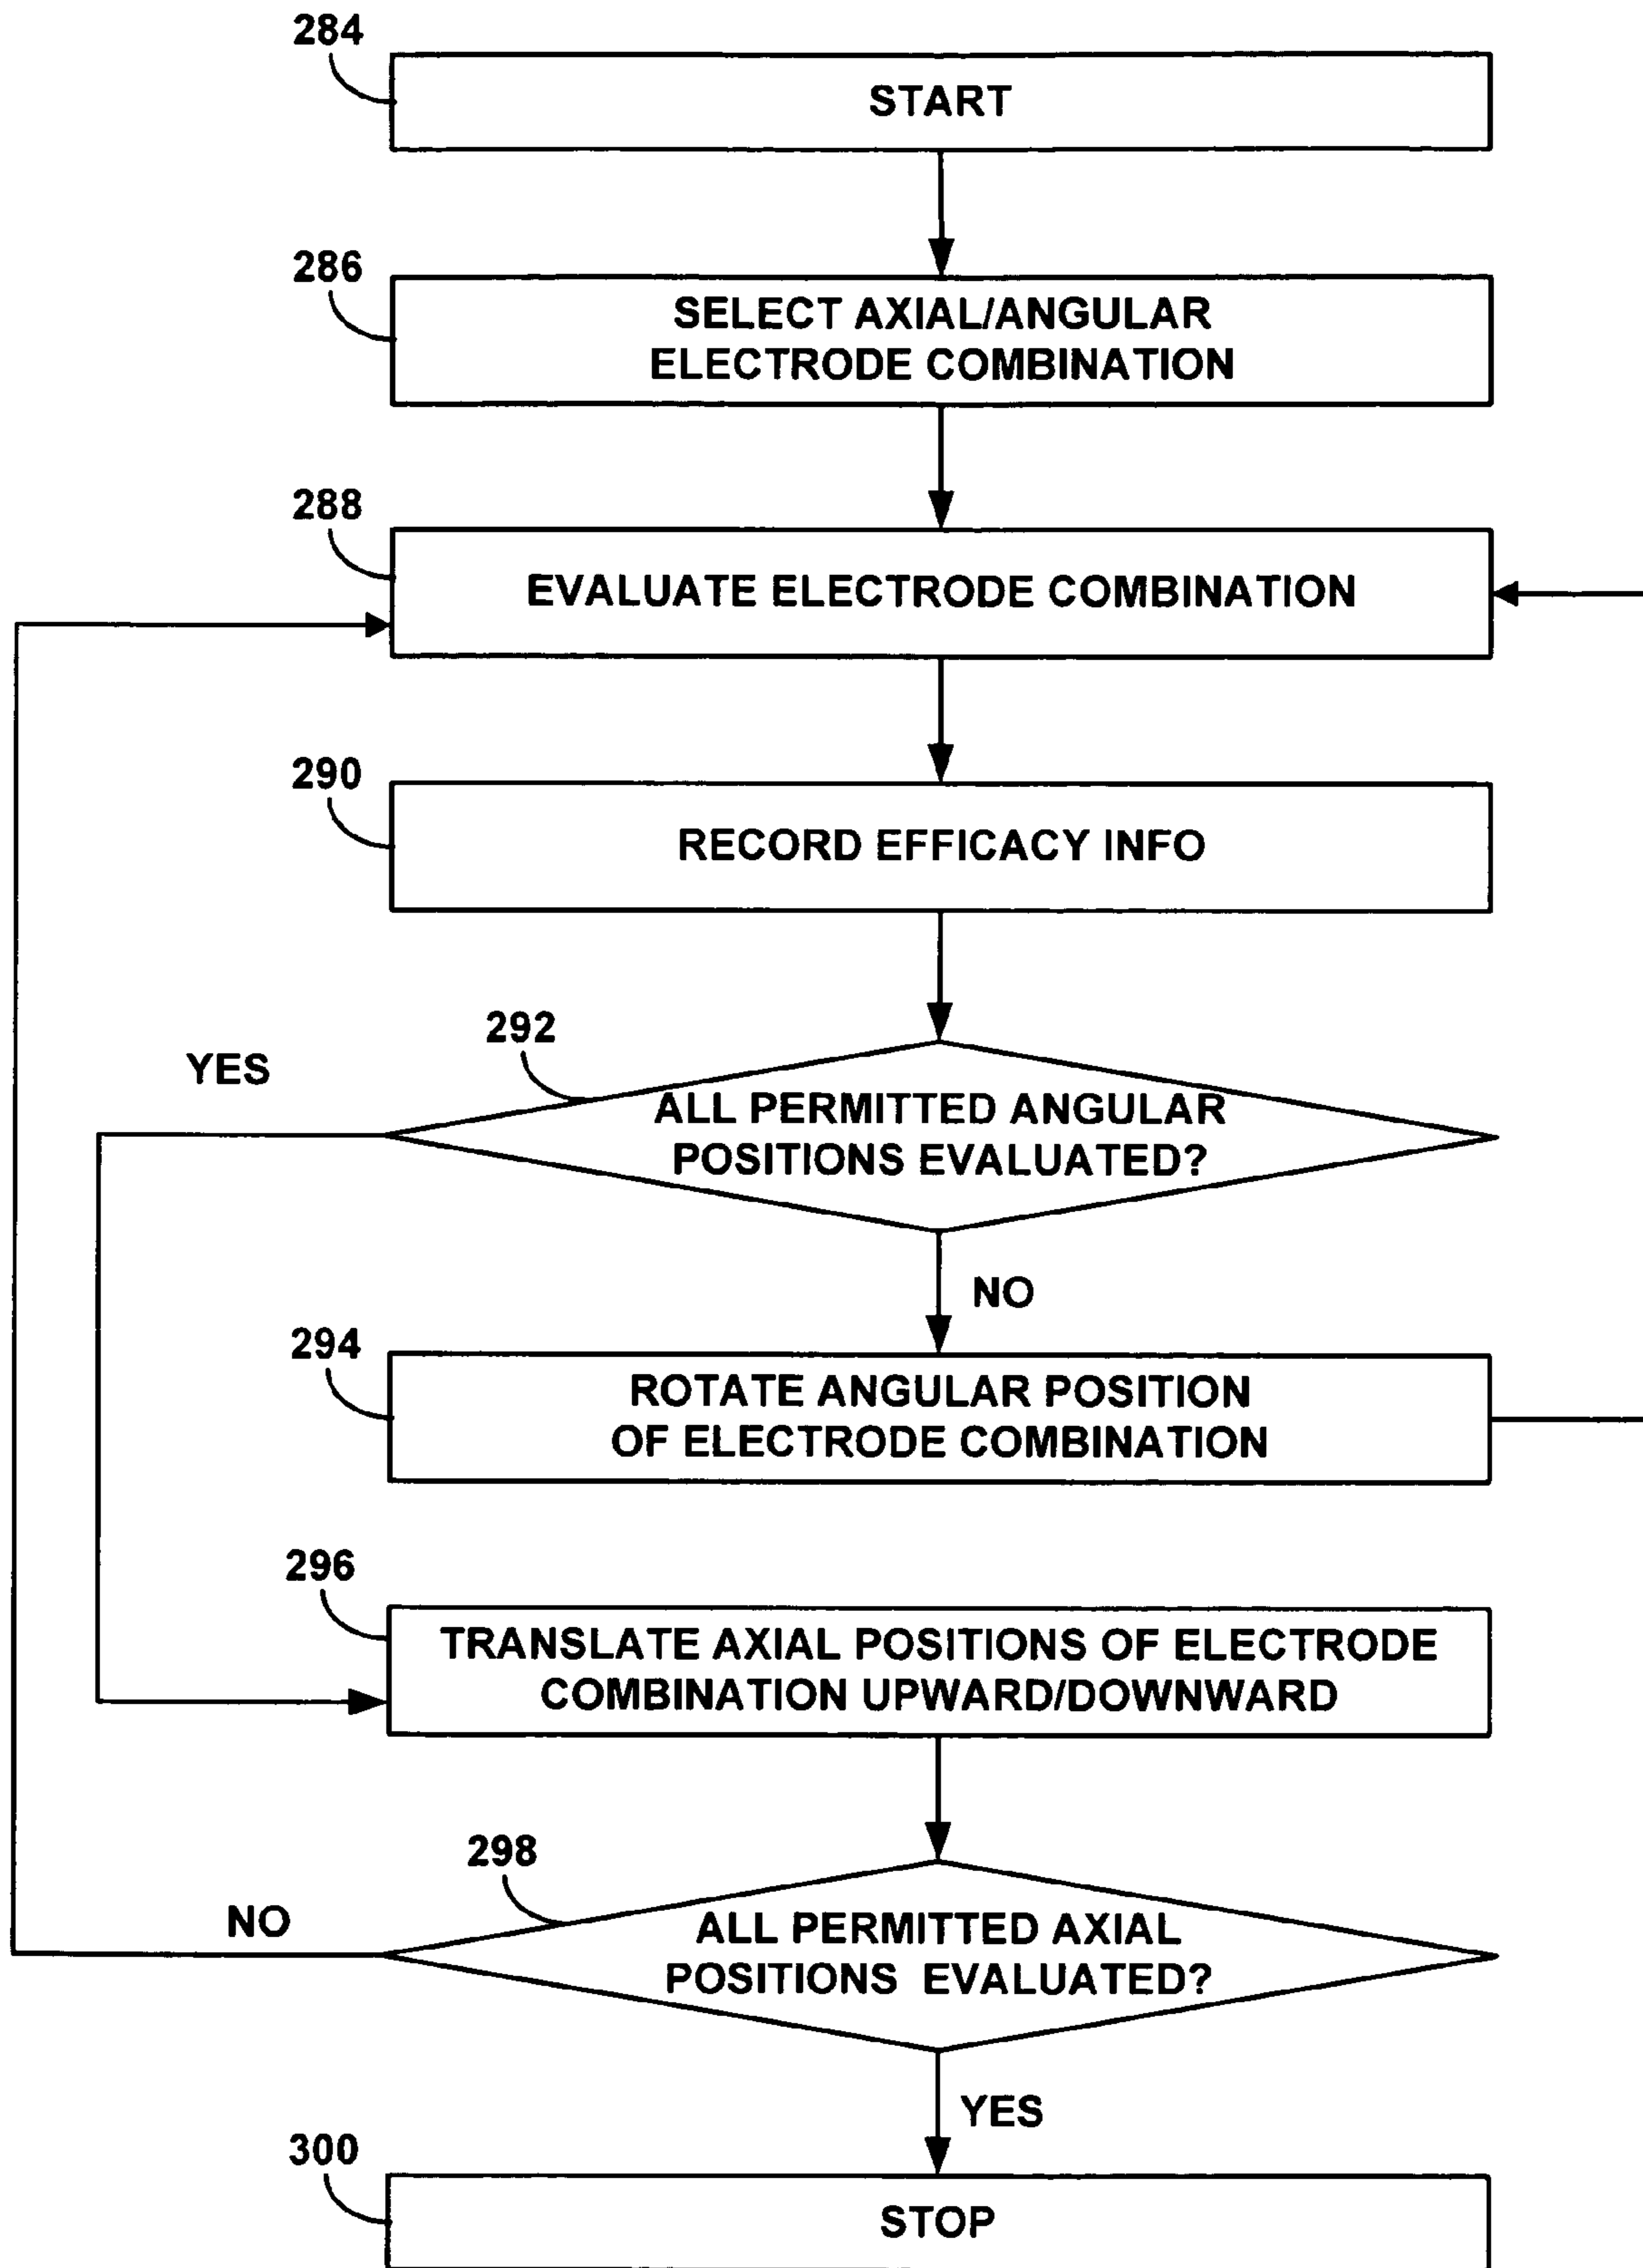 284
START
286
SELECT AXIAL/ANGULAR
ELECTRODE COMBINATION
288
EVALUATE ELECTRODE COMBINATION
290
RECORD EFFICACY INFO
292
YES
ALL PERMITTED ANGULAR
POSITIONS EVALUATED?
NO
294
ROTATE ANGULAR POSITION
OF ELECTRODE COMBINATION
296
TRANSLATE AXIAL POSITIONS OF ELECTRODE
COMBINATION UPWARD/DOWNWARD
298
NO
ALL PERMITTED AXIAL
POSITIONS EVALUATED?
YES
300
STOP